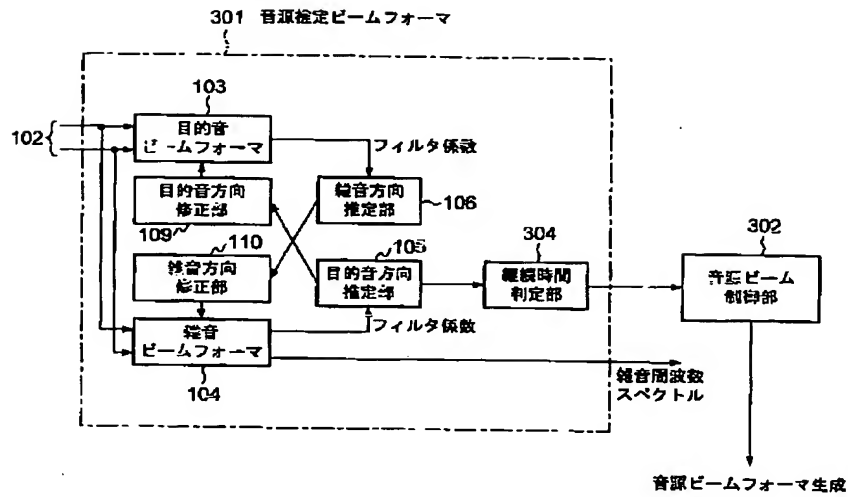 301 音源推定ビームフォーマ
103
目的音
ビームフォーマ
102
フィルタ係数
目的音方向
修正部
109
雑音方向
推定部
106
110
雑音方向
修正部
105
目的音方向
推定部
304
継続時間
判定部
302
音源ビーム
制御部
フィルタ係数
雑音
ビームフォーマ
104
雑音周波数
スペクトル
音源ビームフォーマ生成